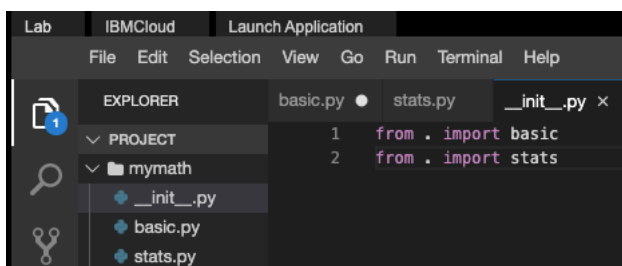 Lab IBMCloud Launch Application
File Edit Selection View Go Run Terminal Help
EXPLORER
PROJECT
mymath
__init__.py
basic.py
stats.py
1
basic.py stats.py __init__.py ×
1 from . import basic
2 from . import stats